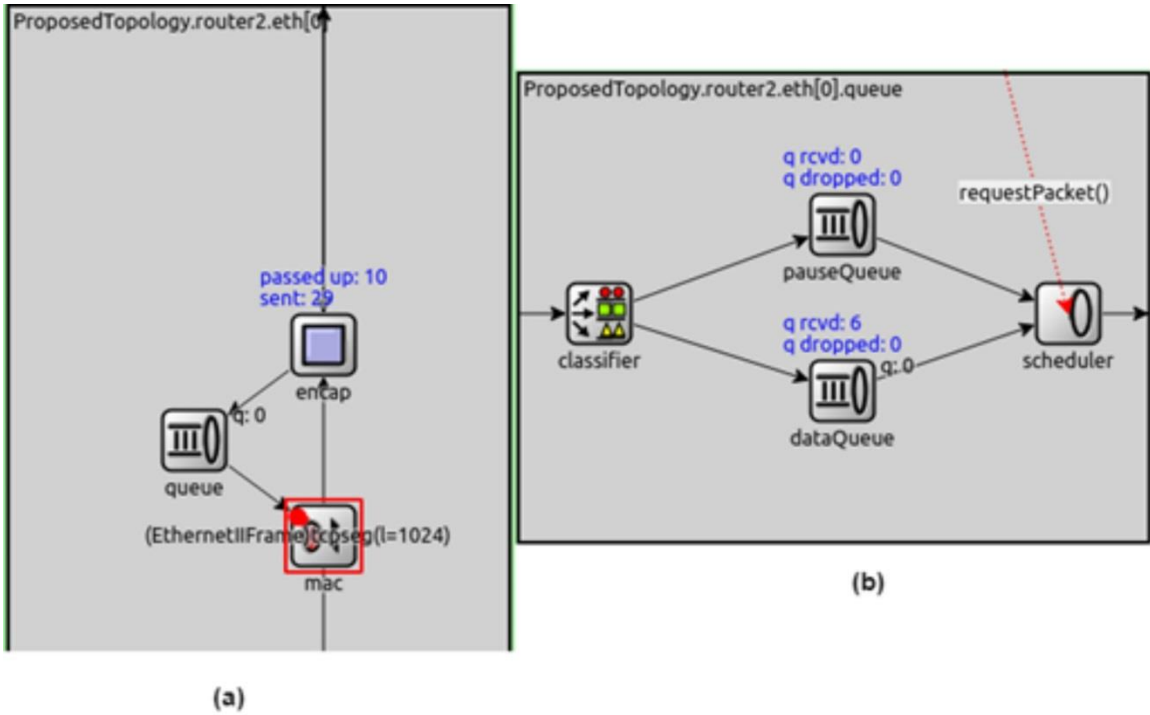 ProposedTopology.router2.eth[0]
passed up: 10
sent: 29
encap
q: 0
queue
(EthernetIIFrame)tcpseg(l=1024)
mac
(a)
ProposedTopology.router2.eth[0].queue
q rcvd: 0
q dropped: 0
requestPacket()
pauseQueue
classifier
q rcvd: 6
q dropped: 0
q: 0
scheduler
dataQueue
(b)